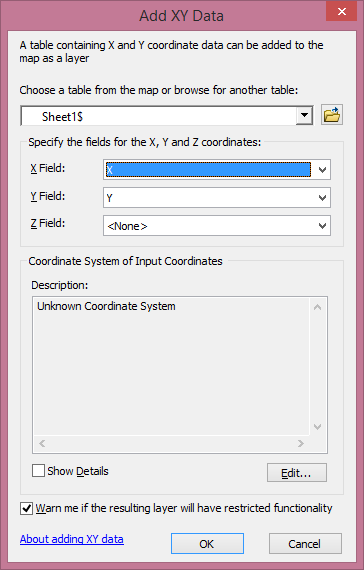 Add XY Data
A table containing X and Y coordinate data can be added to the
map as a layer
Choose a table from the map or browse for another table:
Sheet1$
Specify the fields for the X, Y and Z coordinates:
X Field: X
Y Field: Y
Z Field: <None>
Coordinate System of Input Coordinates
Description:
Unknown Coordinate System
Show Details Edit...
Warn me if the resulting layer will have restricted functionality
About adding XY data OK Cancel